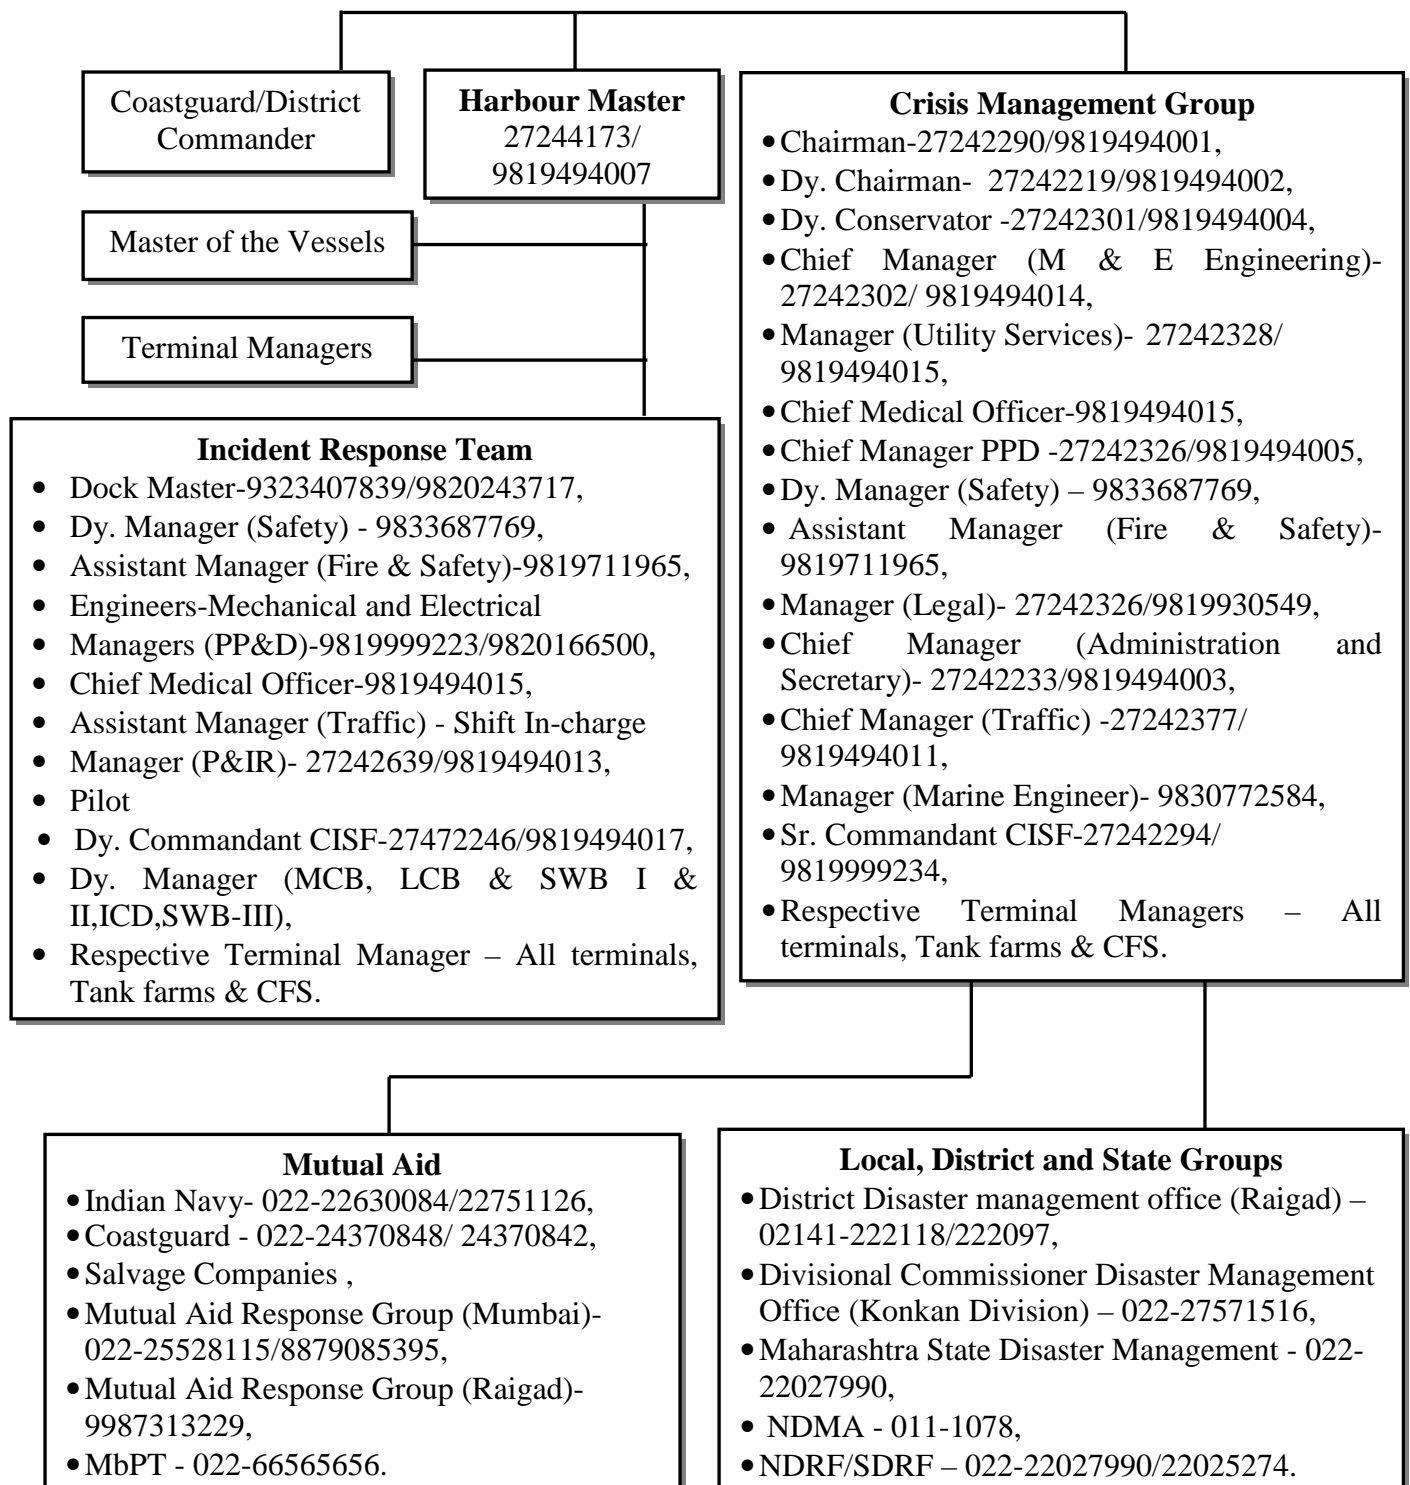 Coastguard/District
Commander
Harbour Master
27244173/
9819494007
Master of the Vessels
Terminal Managers
Crisis Management Group
•Chairman-27242290/9819494001,
•Dy. Chairman- 27242219/9819494002,
•Dy. Conservator -27242301/9819494004,
•Chief Manager (M & E Engineering)-
27242302/ 9819494014,
•Manager (Utility Services)- 27242328/
9819494015,
•Chief Medical Officer-9819494015,
•Chief Manager PPD -27242326/9819494005,
•Dy. Manager (Safety) – 9833687769,
• Assistant Manager (Fire & Safety)-
9819711965,
•Manager (Legal)- 27242326/9819930549,
•Chief Manager (Administration and
Secretary)- 27242233/9819494003,
•Chief Manager (Traffic) -27242377/
9819494011,
•Manager (Marine Engineer)- 9830772584,
•Sr. Commandant CISF-27242294/
9819999234,
•Respective Terminal Managers – All
terminals, Tank farms & CFS.
Incident Response Team
• Dock Master-9323407839/9820243717,
• Dy. Manager (Safety) - 9833687769,
• Assistant Manager (Fire & Safety)-9819711965,
• Engineers-Mechanical and Electrical
• Managers (PP&D)-9819999223/9820166500,
• Chief Medical Officer-9819494015,
• Assistant Manager (Traffic) - Shift In-charge
• Manager (P&IR)- 27242639/9819494013,
• Pilot
• Dy. Commandant CISF-27472246/9819494017,
• Dy. Manager (MCB, LCB & SWB I &
II,ICD,SWB-III),
• Respective Terminal Manager – All terminals,
Tank farms & CFS.
Mutual Aid
•Indian Navy- 022-22630084/22751126,
•Coastguard - 022-24370848/ 24370842,
•Salvage Companies ,
•Mutual Aid Response Group (Mumbai)-
022-25528115/8879085395,
•Mutual Aid Response Group (Raigad)-
9987313229,
•MbPT - 022-66565656.
Local, District and State Groups
•District Disaster management office (Raigad) –
02141-222118/222097,
•Divisional Commissioner Disaster Management
Office (Konkan Division) – 022-27571516,
•Maharashtra State Disaster Management - 022-
22027990,
• NDMA - 011-1078,
•NDRF/SDRF – 022-22027990/22025274.